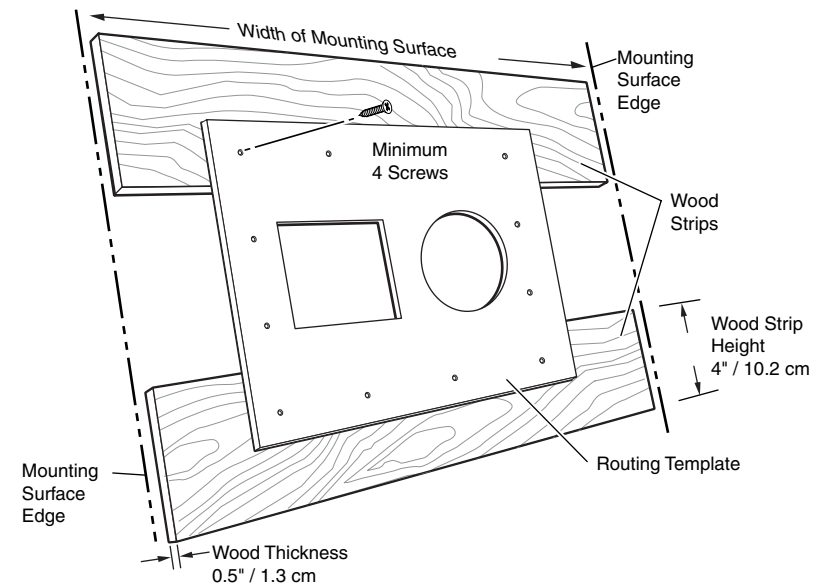 Width of Mounting Surface
Mounting
Surface
Edge
Minimum
4 Screws
Wood
Strips
Wood Strip
Height
4" / 10.2 cm
Routing Template
Mounting
Surface
Edge
Wood Thickness
0.5" / 1.3 cm